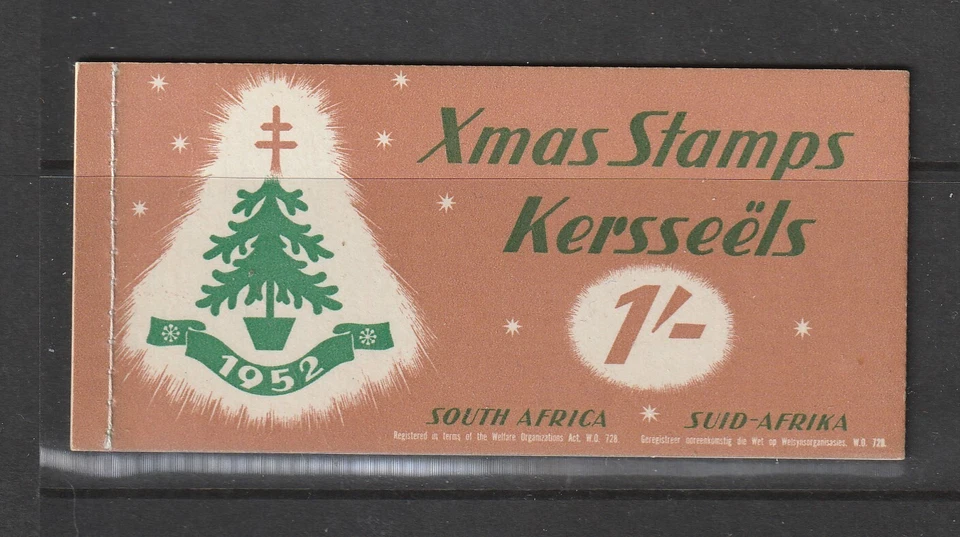 Xmas Stamps
Kersseëls
1/-
1952
SOUTH AFRICA
SUID-AFRIKA
Registered in terms of the Welfare Organizations Act, W.O. 728.
Geregistreer ooreenkomstig die Wet op Welsynsorganisasies, W.O. 728.